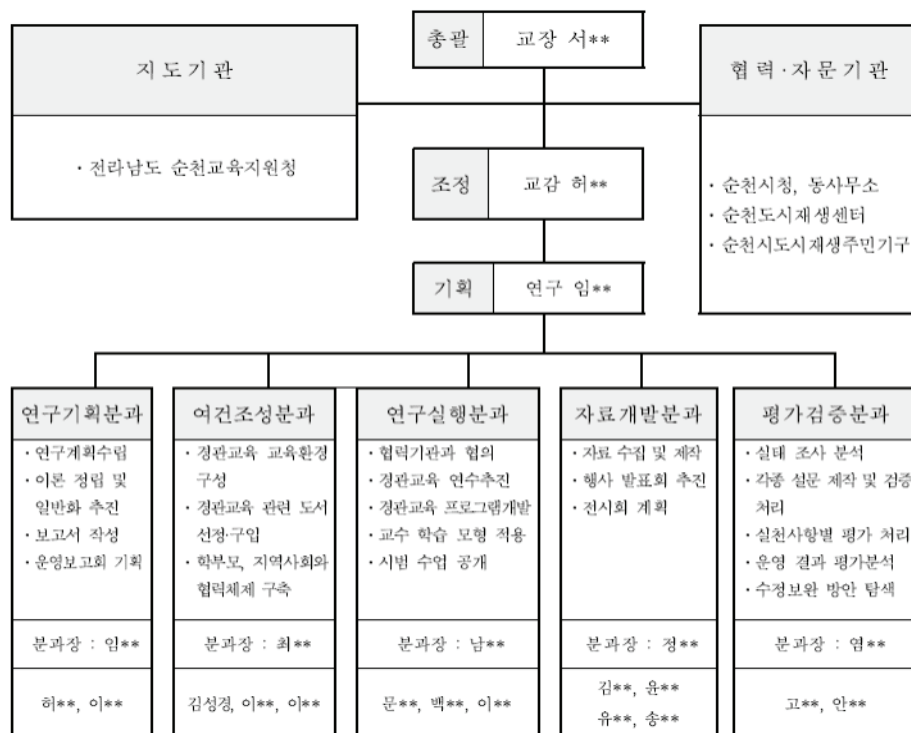 총괄 교장 서**
지도기관
· 전라남도 순천교육지원청
협력·자문기관
· 순천시청, 동사무소
· 순천도시재생센터
· 순천시도시재생주민기구
조정 교감 허**
기획 연구 임**
연구기획분과
· 연구계획수립
· 이론 정립 및
일반화 추진
· 보고서 작성
· 운영보고회 기획
분과장 : 임**
허**, 이**
여건조성분과
· 경관교육 교육환경
구성
· 경관교육 관련 도서
선정·구입
· 학부모, 지역사회와
협력체제 구축
분과장 : 최**
김성경, 이**, 이**
연구실행분과
· 협력기관과 협의
· 경관교육 연수추진
· 경관교육 프로그램개발
· 교수 학습 모형 적용
· 시범 수업 공개
분과장 : 남**
문**, 백**, 이**
자료개발분과
· 자료 수집 및 제작
· 행사 발표회 추진
· 전시회 계획
분과장 : 정**
김**, 윤**
유**, 송**
평가검증분과
· 실태 조사 분석
· 각종 설문 제작 및 검증
처리
· 실천사항별 평가 처리
· 운영 결과 평가분석
· 수정보완 방안 탐색
분과장 : 염**
고**, 안**